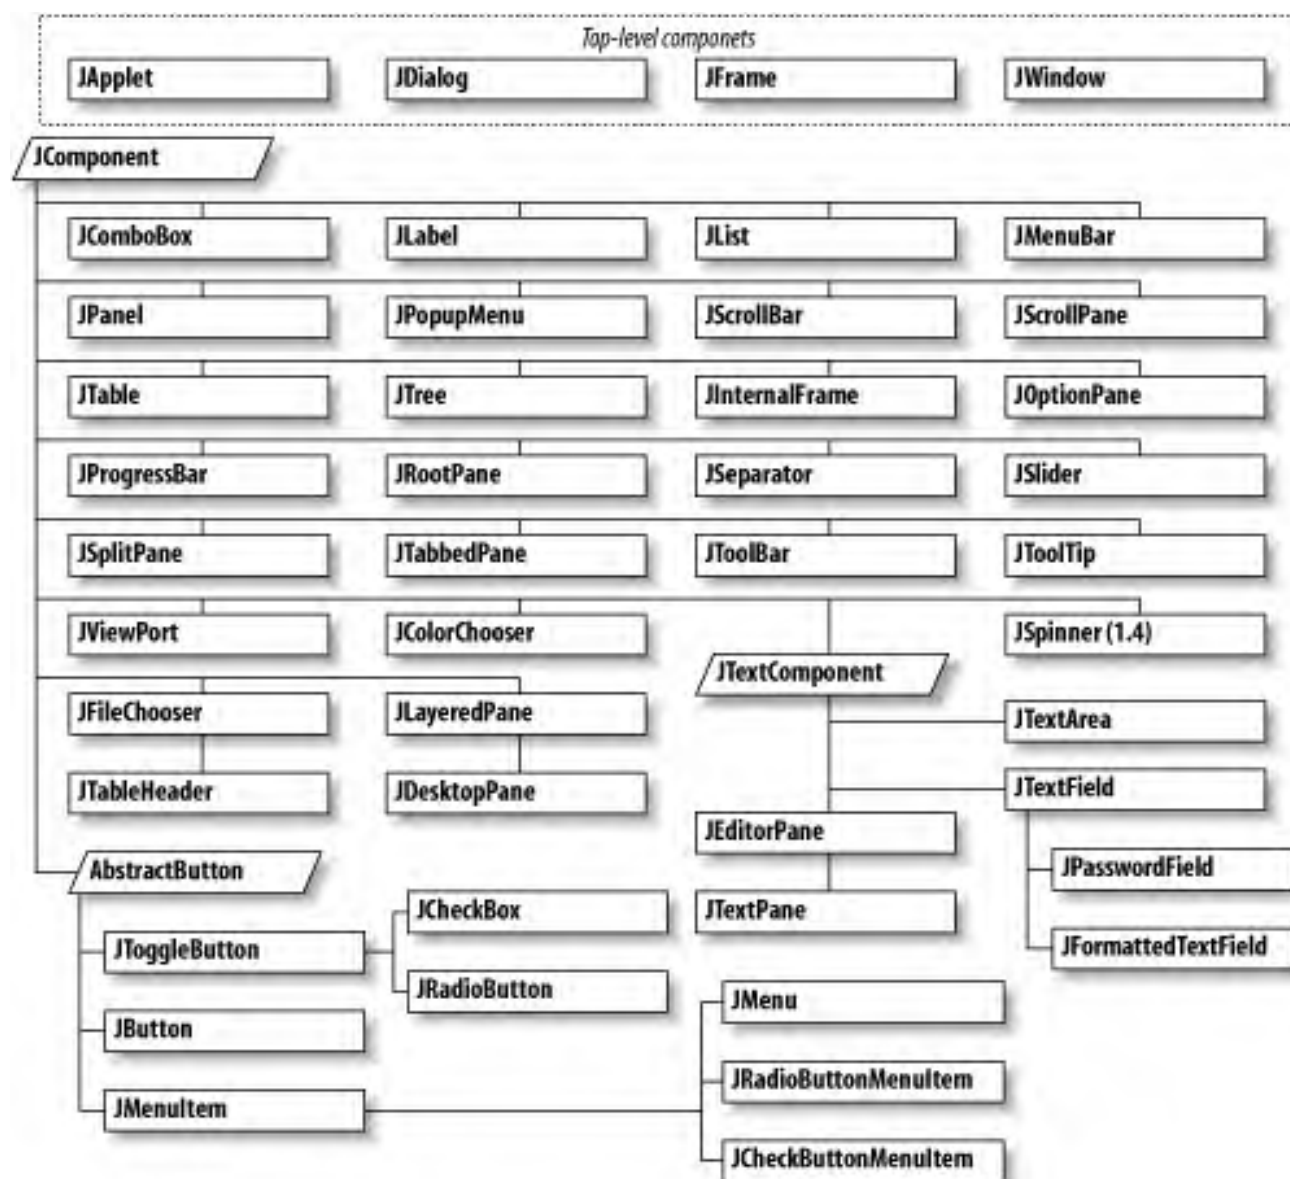 Top-level componets
JApplet
JDialog
JFrame
JWindow
JComponent
JComboBox
JLabel
JList
JMenuBar
JPanel
JPopupMenu
JScrollBar
JScrollPane
JTable
JTree
JInternalFrame
JOptionPane
JProgressBar
JRootPane
JSeparator
JSlider
JSplitPane
JTabbedPane
JToolBar
JToolTip
JViewPort
JColorChooser
JSpinner (1.4)
JTextComponent
JFileChooser
JLayeredPane
JTextArea
JTableHeader
JDesktopPane
JTextField
JEditorPane
AbstractButton
JPasswordField
JCheckBox
JTextPane
JToggleButton
JFormattedTextField
JRadioButton
JMenu
JButton
JRadioButtonMenuItem
JMenuItem
JCheckButtonMenuItem